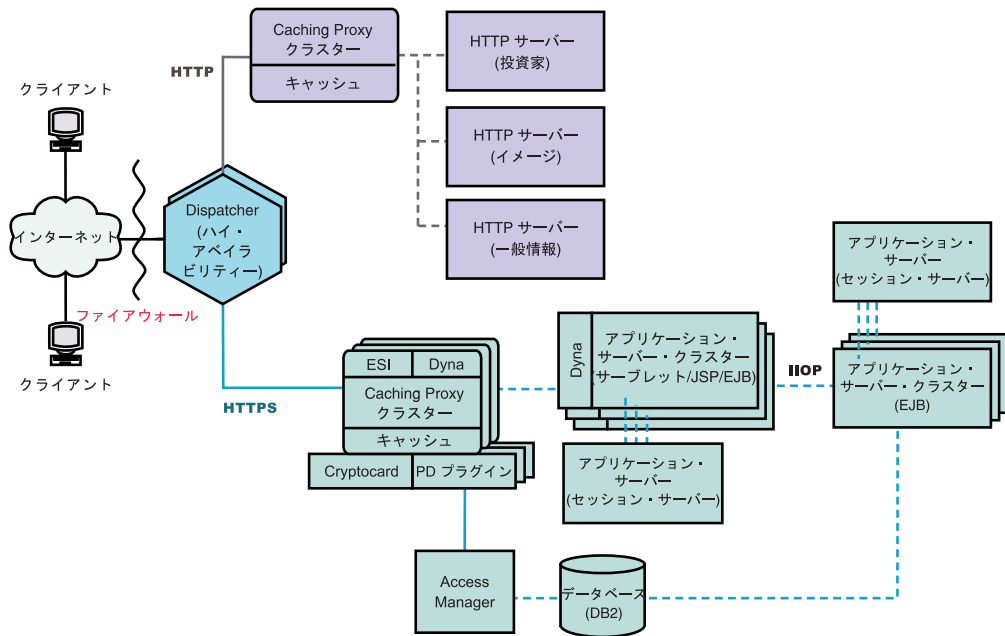 Caching Proxy
クラスター
キャッシュ
HTTP サーバー
(投資家)
HTTP
クライアント
HTTP サーバー
(イメージ)
Dispatcher
(ハイ・
アベイラ
ビリティー)
インターネット
HTTP サーバー
(一般情報)
ファイアウォール
クライアント
アプリケーション・
サーバー
(セッション・サーバー)
HTTPS
ESI
Dyna
Caching Proxy
クラスター
キャッシュ
Cryptocard
PD プラグイン
Dyna
アプリケーション・
サーバー・クラスター
(サーブレット/JSP/EJB)
IIOP
アプリケーション・
サーバー・クラスター
(EJB)
アプリケーション・
サーバー
(セッション・サーバー)
Access
Manager
データベース
(DB2)